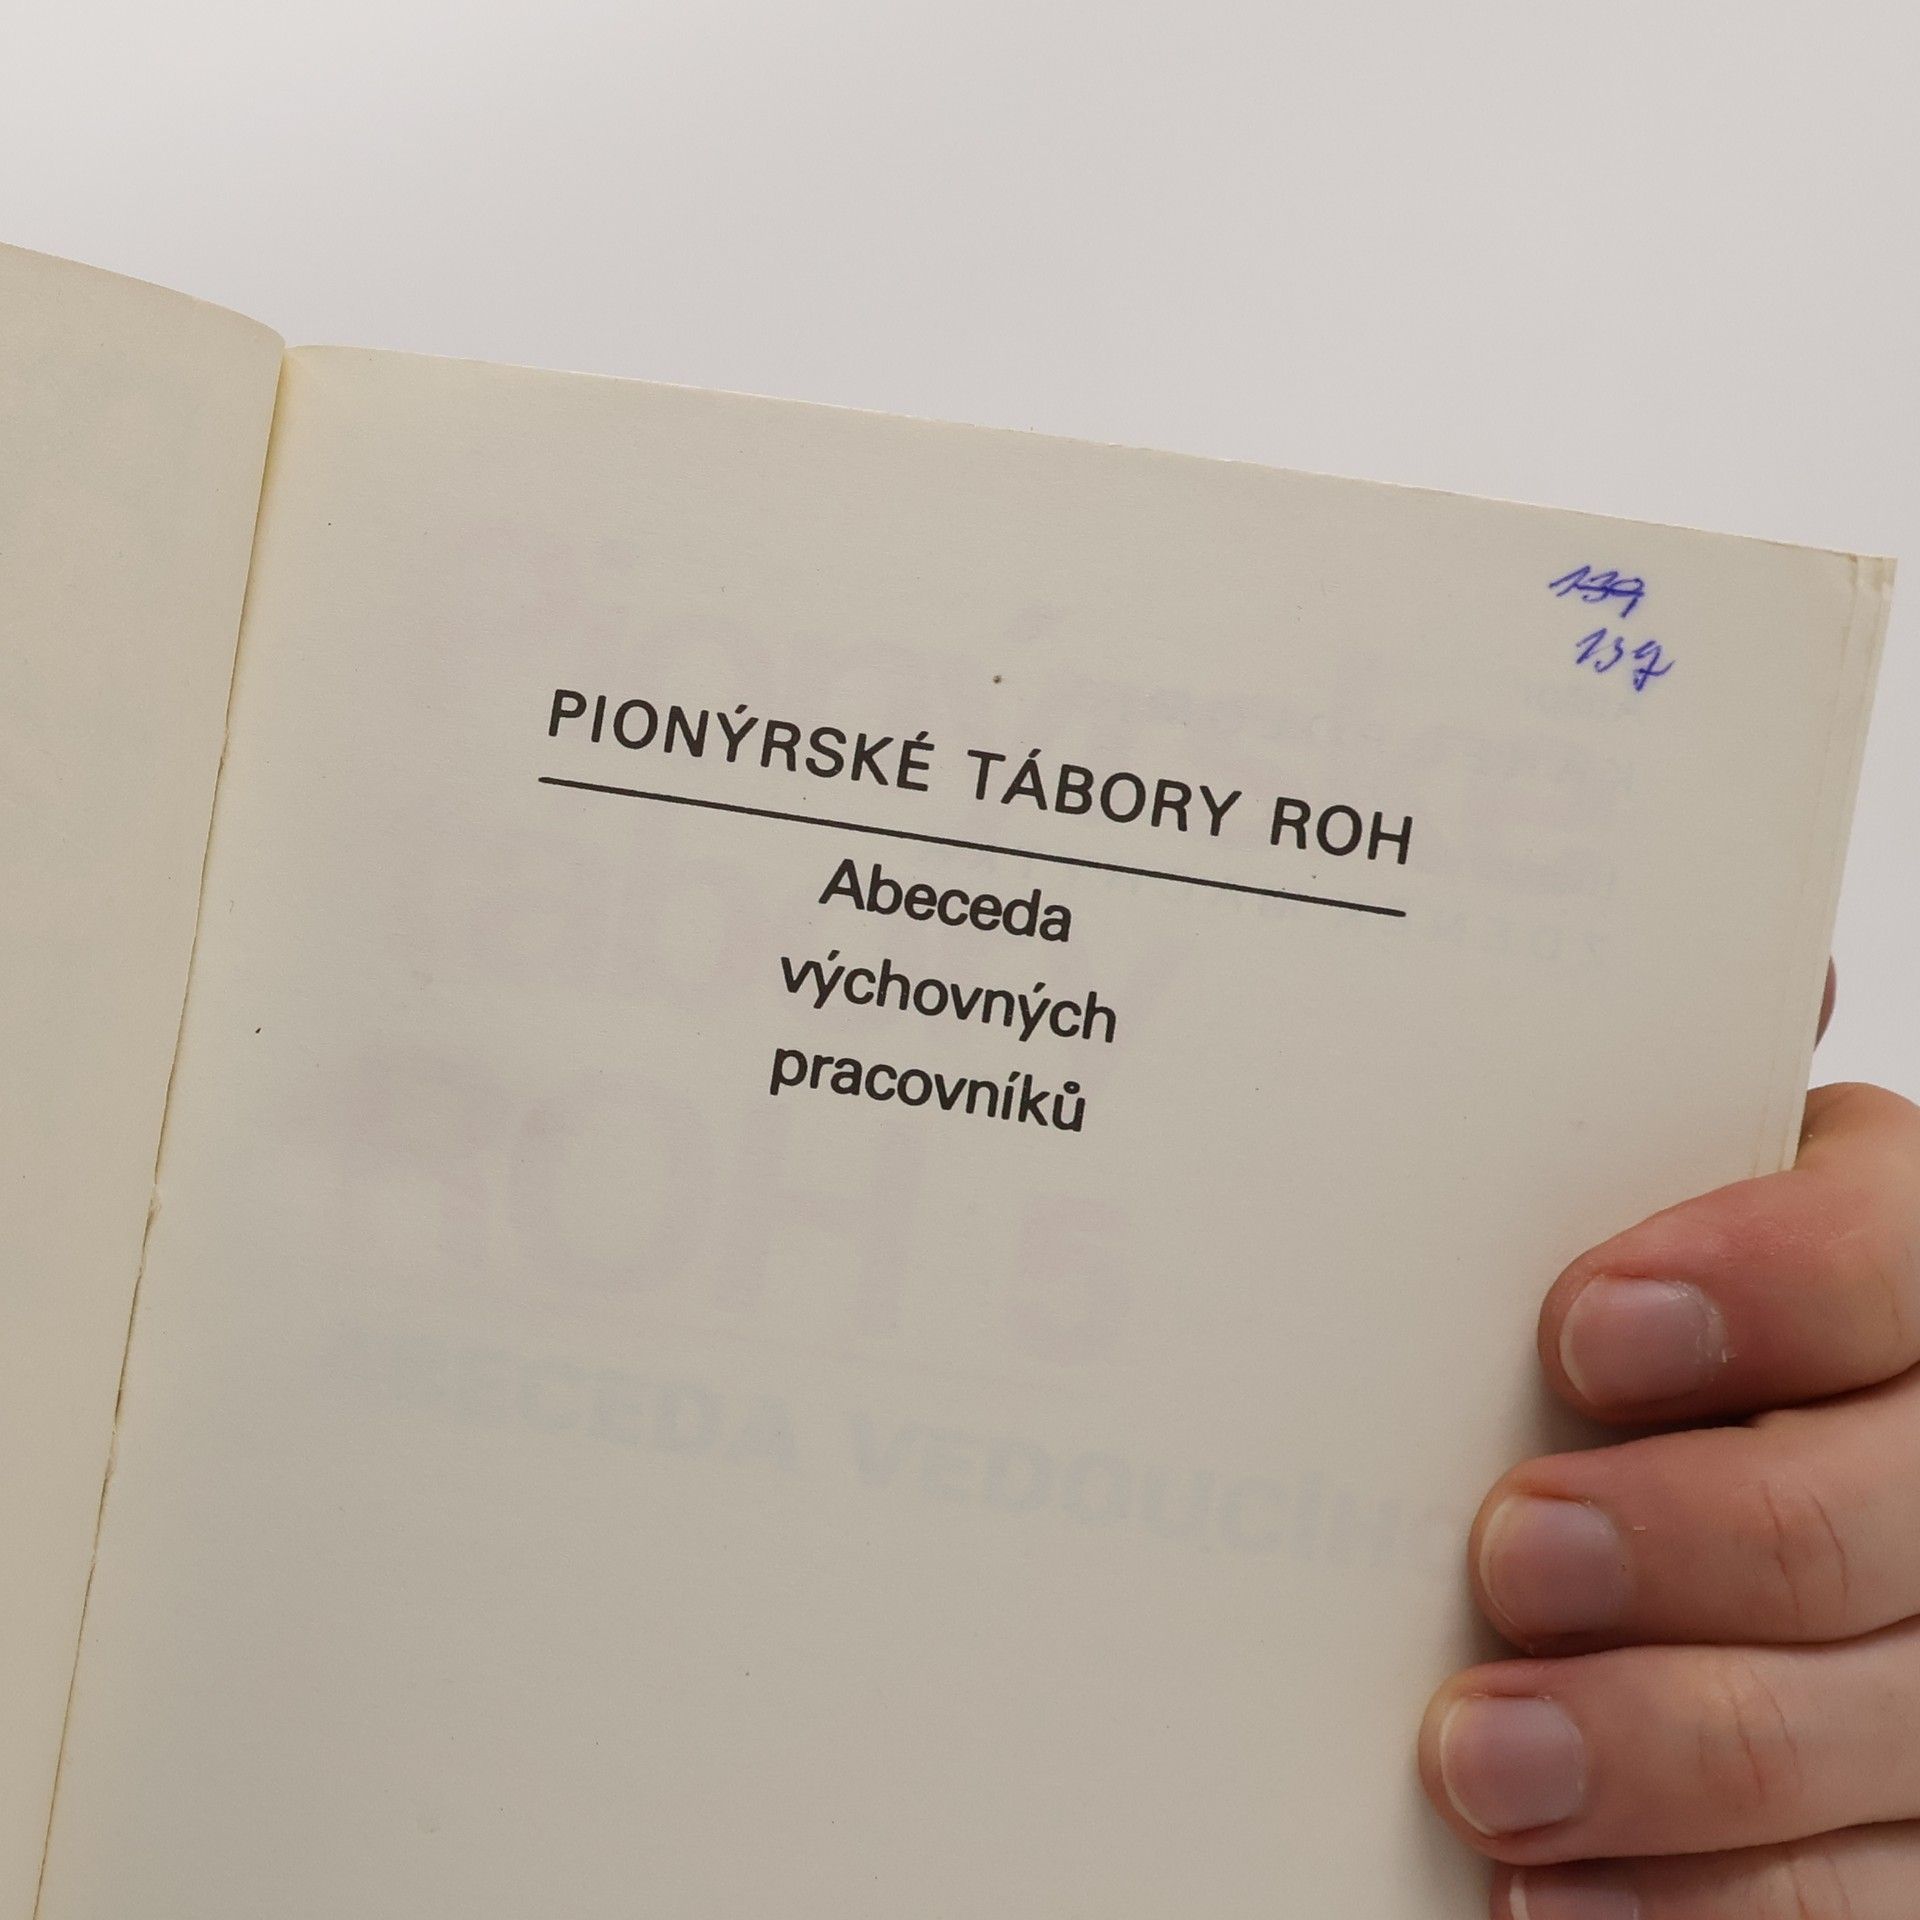 139
137
PIONÝRSKÉ TÁBORY ROH
Abeceda
výchovných
pracovníků